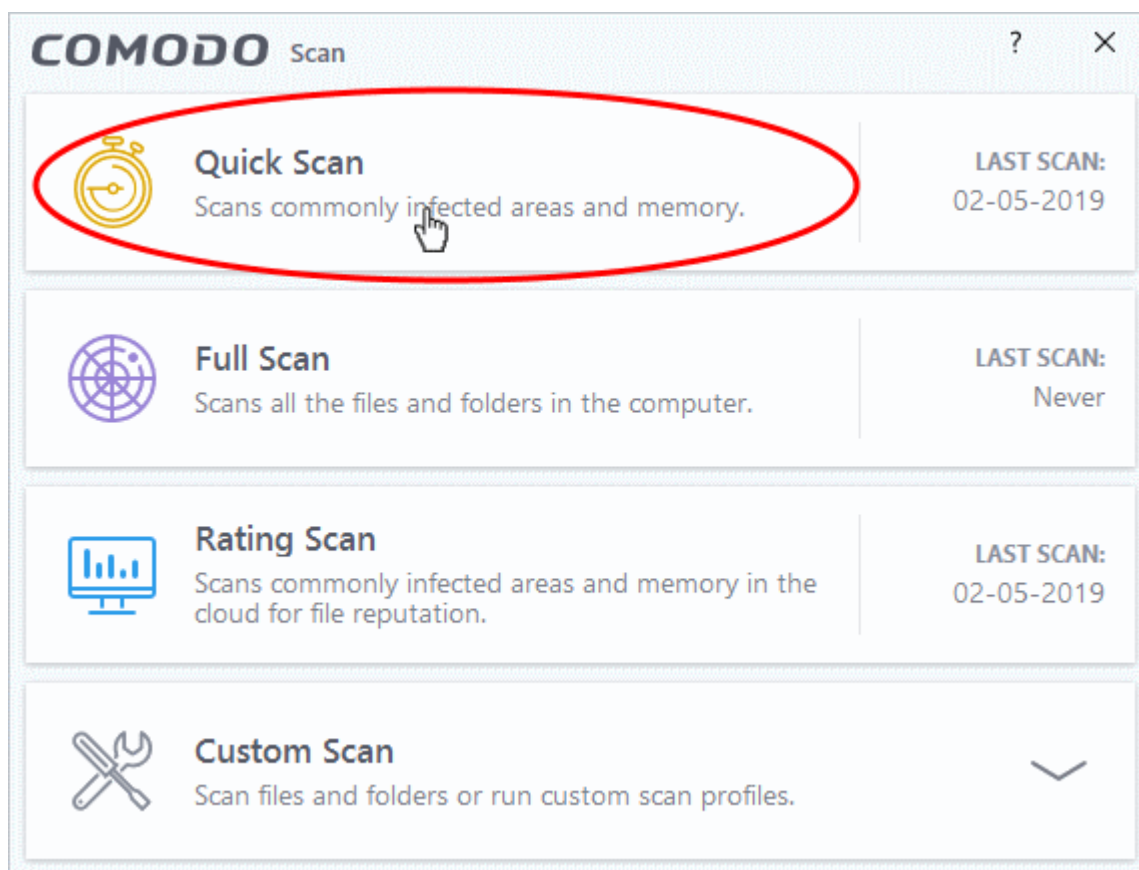 COMODO Scan ?
Quick Scan
Scans commonly infected areas and memory.
LAST SCAN:
02-05-2019
Full Scan
Scans all the files and folders in the computer.
LAST SCAN:
Never
Rating Scan
Scans commonly infected areas and memory in the
cloud for file reputation.
LAST SCAN:
02-05-2019
Custom Scan
Scan files and folders or run custom scan profiles.